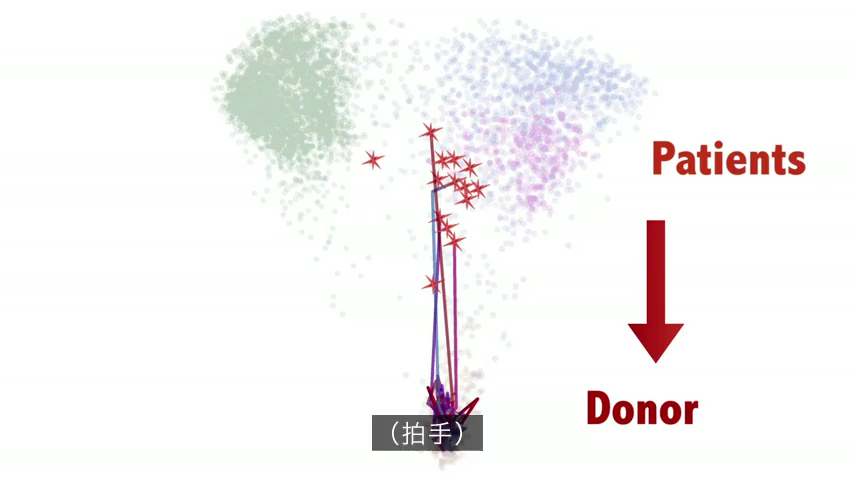 Patients
Donor
（拍手）